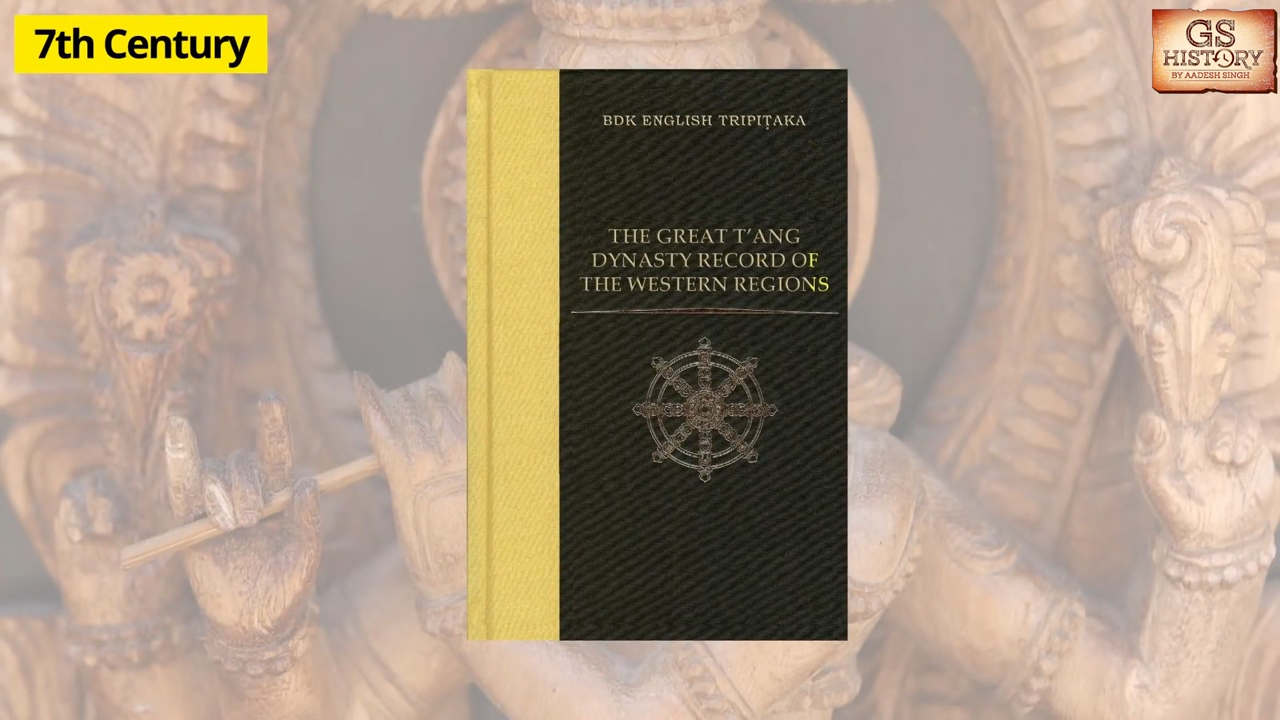 7th Century
GS
HISTORY
BY AADESH SINGH
BDK ENGLISH TRIPIṬAKA
THE GREAT T'ANG
DYNASTY RECORD OF
THE WESTERN REGIONS